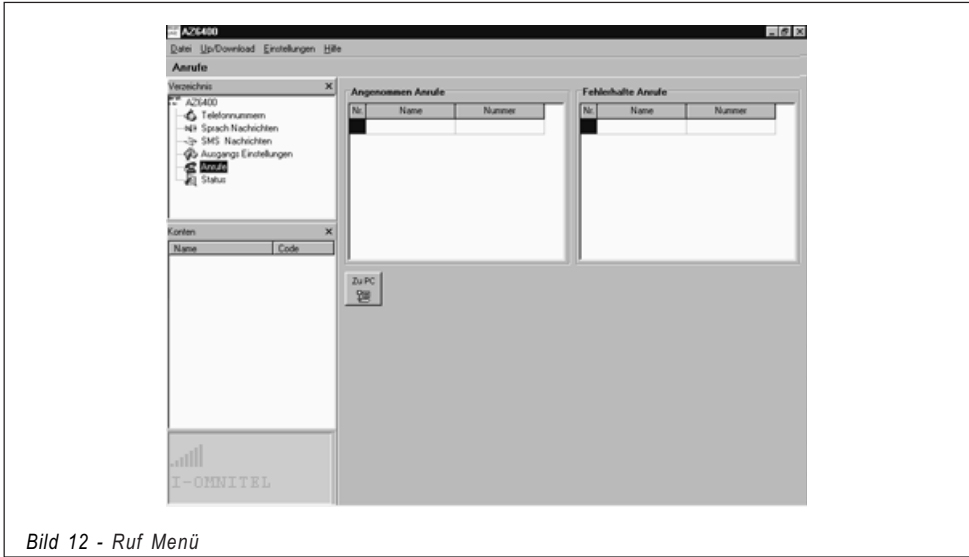 AZ6400
Datei Up/Download Einstellungen Hilfe
Anrufe
Verzeichnis
AZ6400
Telefonnummern
Sprach Nachrichten
SMS Nachrichten
Ausgangs Einstellungen
Anrufe
Status
Konten
Name Code
I-OMNITEL
Angenommen Anrufe
Nr. Name Nummer
Fehlerhafte Anrufe
Nr. Name Nummer
Zu PC
Bild 12 - Ruf Menü